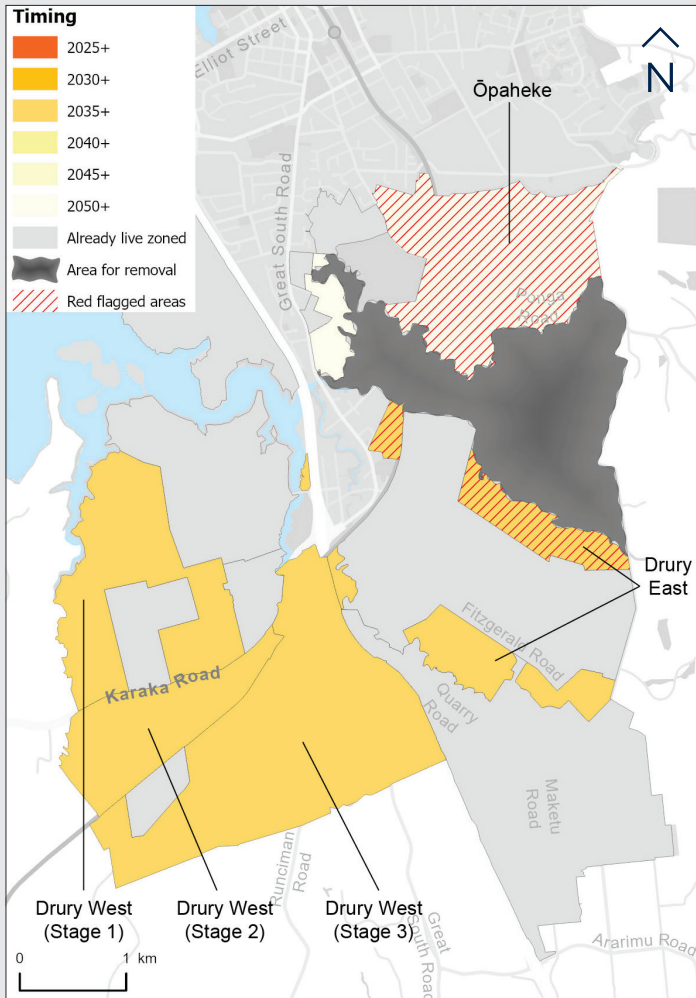 Timing
2025+
2030+
2035+
2040+
2045+
2050+
Already live zoned
Area for removal
Red flagged areas
Elliot Street
N
Ōpaheke
Great South Road
Ponga
Road
Drury
East
Fitzgerald Road
Karaka Road
Quarry
Road
Maketu
Road
Runciman
Road
Great
South Road
Drury West
(Stage 1)
Drury West
(Stage 2)
Drury West
(Stage 3)
Ararimu Road
0 1 km